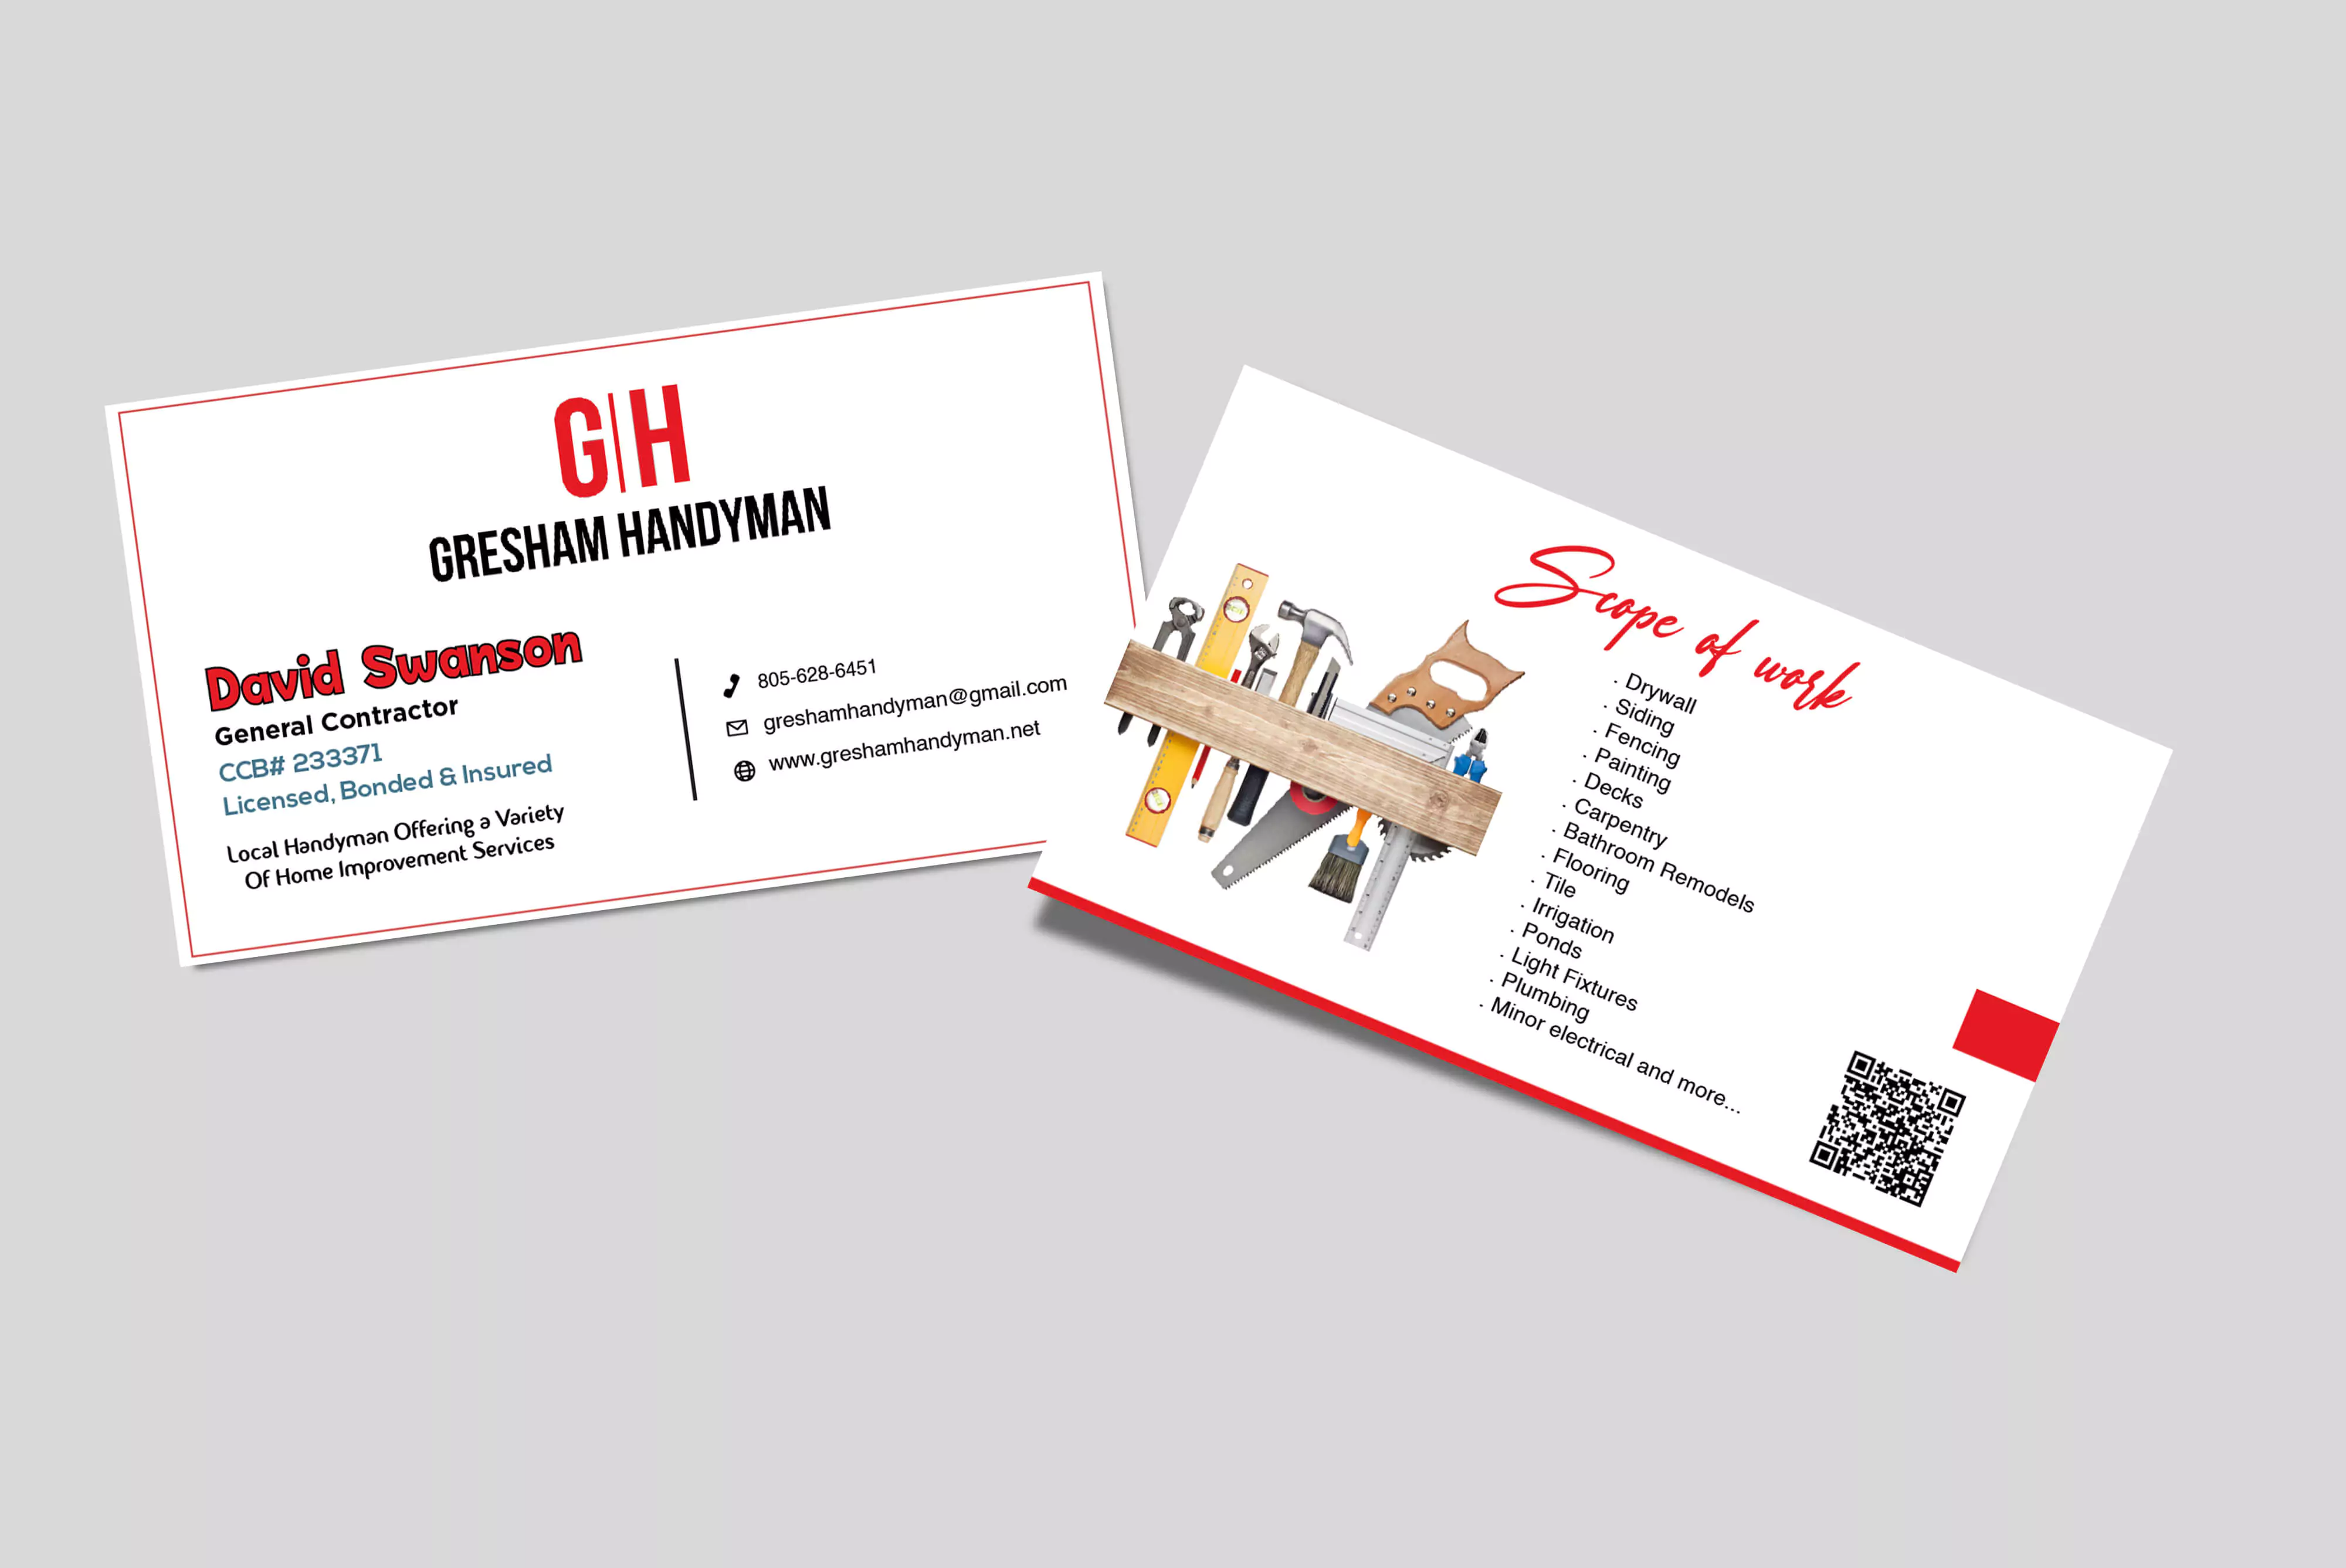 G|H
GRESHAM HANDYMAN
David Swanson
General Contractor
CCB# 233371
Licensed, Bonded & Insured
Local Handyman Offering a Variety
Of Home Improvement Services
805-628-6451
greshamhandyman@gmail.com
www.greshamhandyman.net
Scope of work
· Drywall
· Siding
· Fencing
· Painting
· Decks
· Carpentry
· Bathroom Remodels
· Flooring
· Tile
· Irrigation
· Ponds
· Light Fixtures
· Plumbing
· Minor electrical and more...